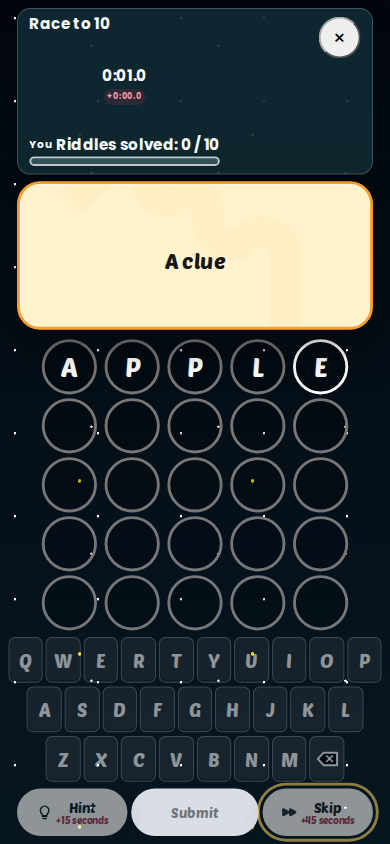 Race to 10
×
0:01.0
+0:00.0
You Riddles solved: 0 / 10
A clue
A P P L E
Q W E R T Y U I O P
A S D F G H J K L
Z X C V B N M
Hint
+15 seconds
Submit
Skip
+45 seconds